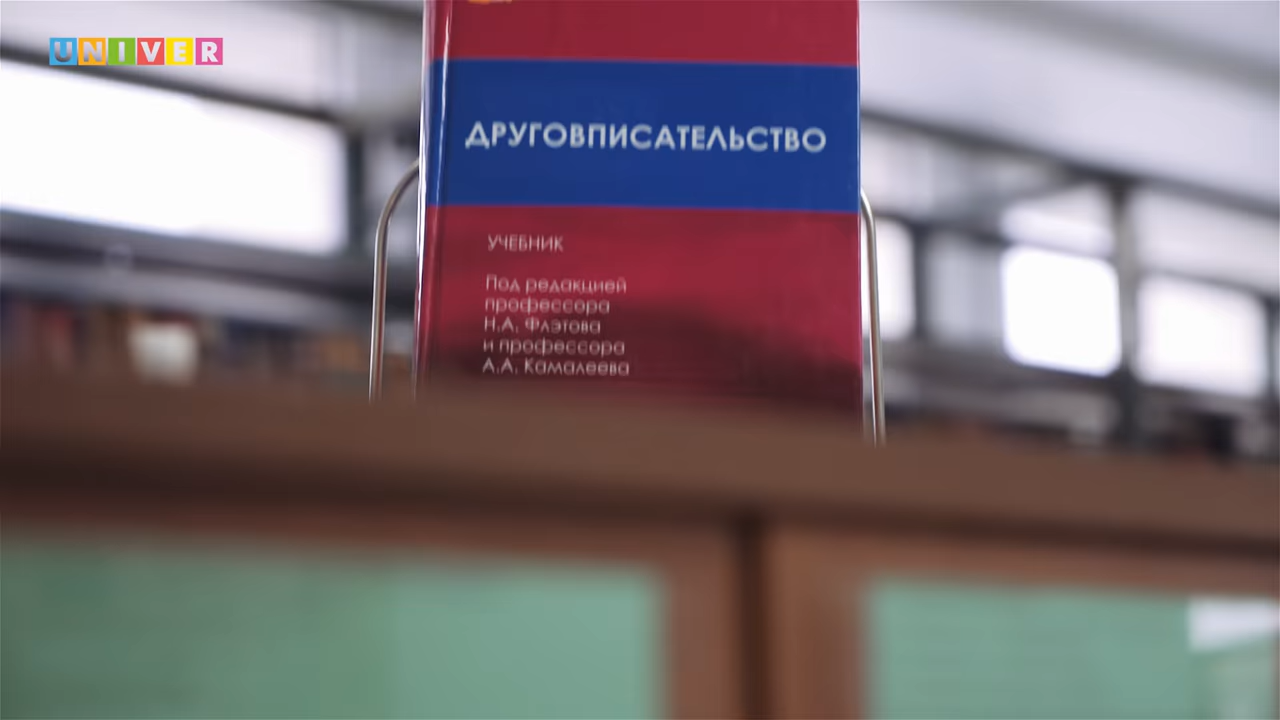 UNIVER
ДРУГОВПИСАТЕЛЬСТВО
УЧЕБНИК
Под редакцией
профессора
Н.А. Флэтова
и профессора
А.А. Камалеева